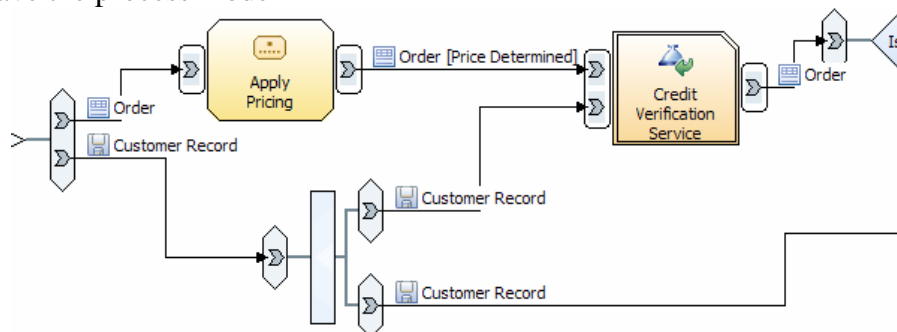 Order
Apply
Pricing
Order [Price Determined]
Credit
Verification
Service
Order
Customer Record
Customer Record
Customer Record